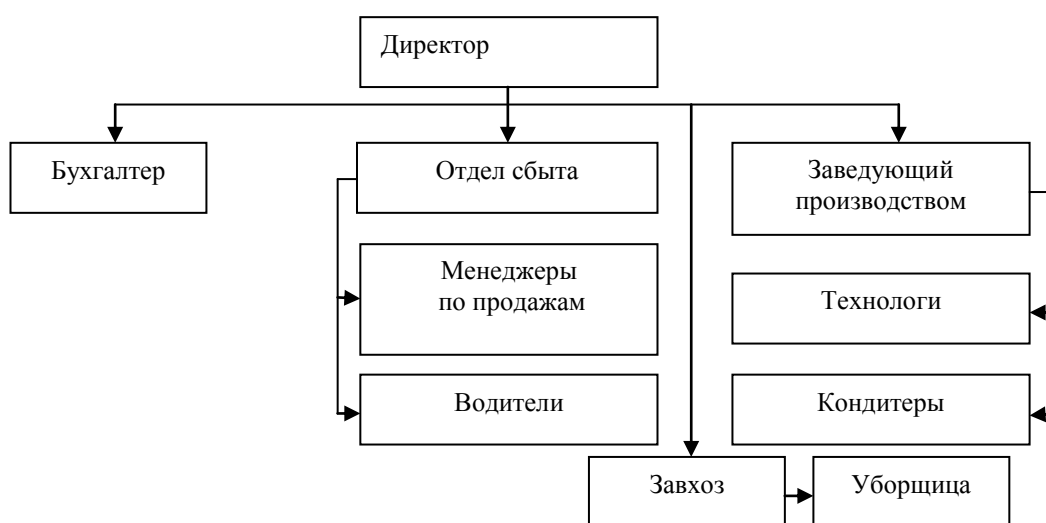 Директор
Бухгалтер
Отдел сбыта
Заведующий
производством
Менеджеры
по продажам
Технологи
Водители
Кондитеры
Завхоз
Уборщица